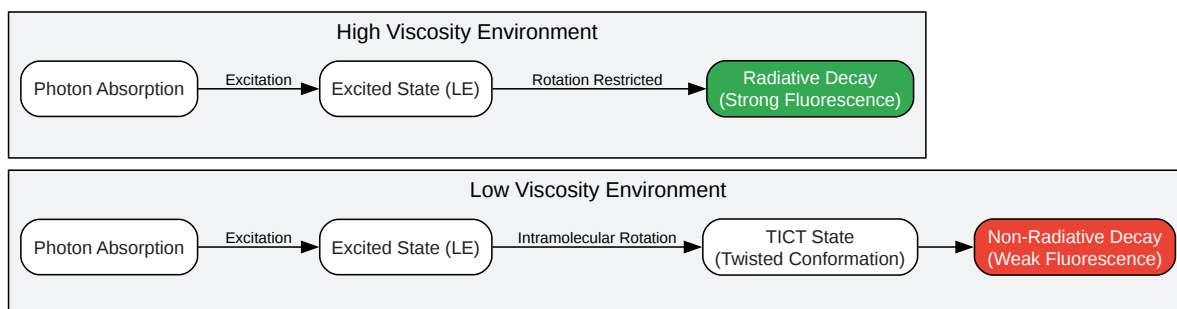 High Viscosity Environment
Photon Absorption
Excitation
Excited State (LE)
Rotation Restricted
Radiative Decay
(Strong Fluorescence)
Low Viscosity Environment
Photon Absorption
Excitation
Excited State (LE)
Intramolecular Rotation
TICT State
(Twisted Conformation)
Non-Radiative Decay
(Weak Fluorescence)